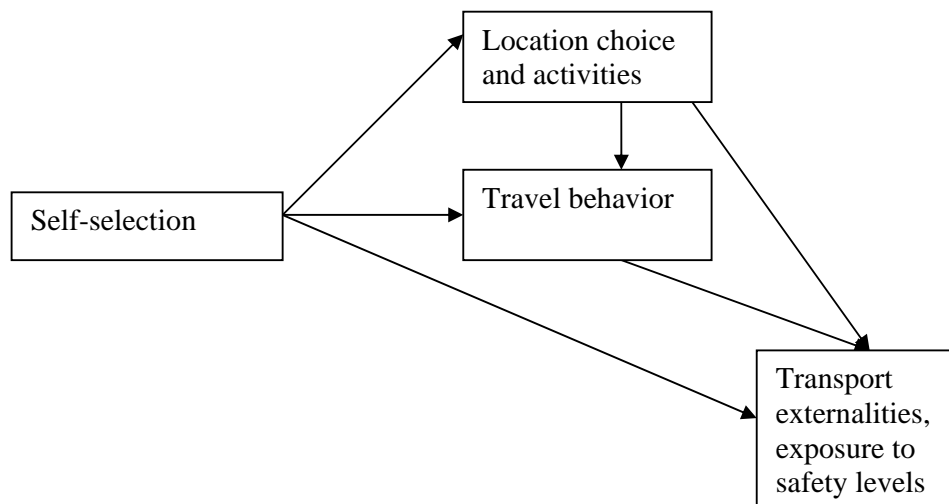 Location choice
and activities
Travel behavior
Self-selection
Transport
externalities,
exposure to
safety levels